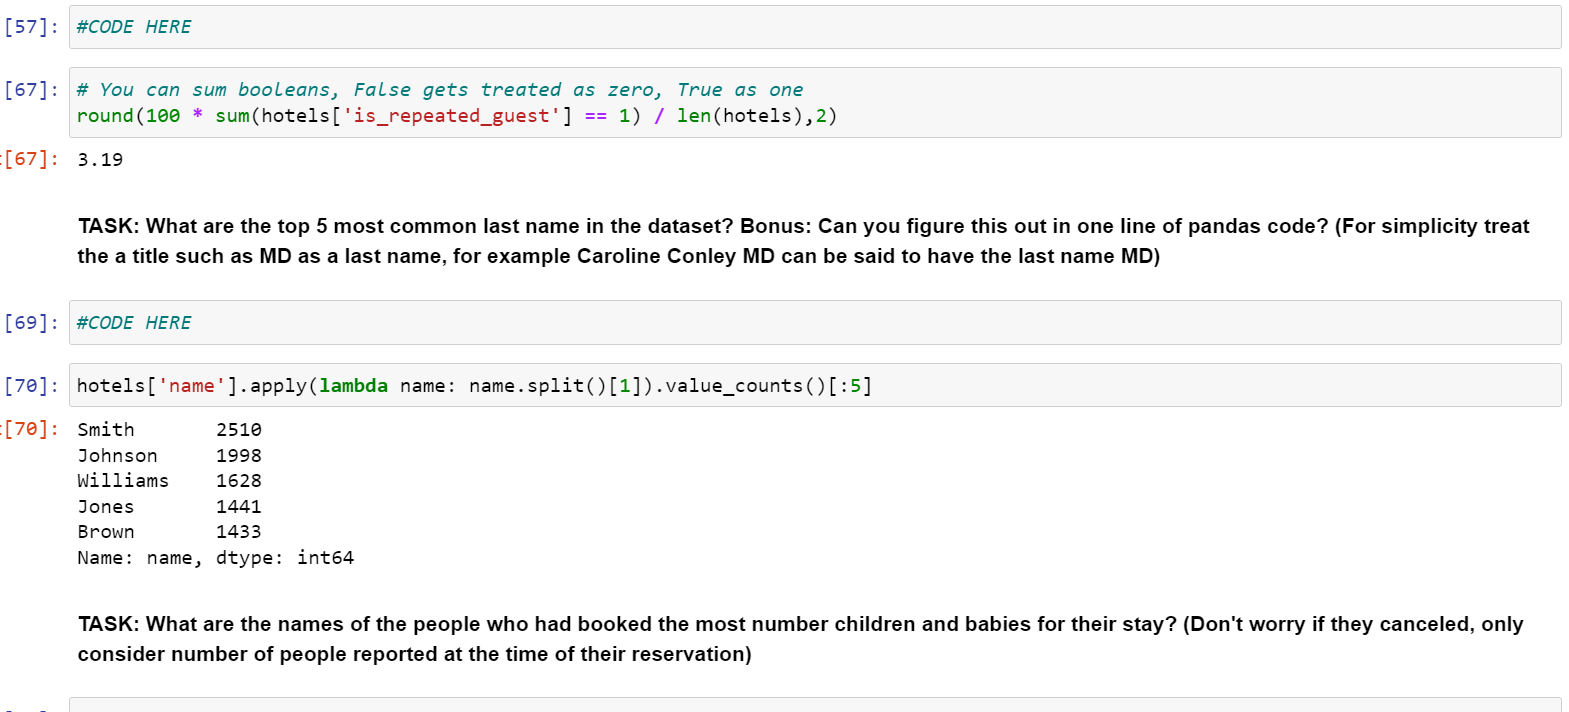 [57]: #CODE HERE
[67]: # You can sum booleans, False gets treated as zero, True as one
round(100 * sum(hotels['is_repeated_guest'] == 1) / len(hotels),2)
[67]: 3.19
TASK: What are the top 5 most common last name in the dataset? Bonus: Can you figure this out in one line of pandas code? (For simplicity treat
the a title such as MD as a last name, for example Caroline Conley MD can be said to have the last name MD)
[69]: #CODE HERE
[70]: hotels['name'].apply(lambda name: name.split()[1]).value_counts()[:5]
[70]: Smith 2510
Johnson 1998
Williams 1628
Jones 1441
Brown 1433
Name: name, dtype: int64
TASK: What are the names of the people who had booked the most number children and babies for their stay? (Don't worry if they canceled, only
consider number of people reported at the time of their reservation)